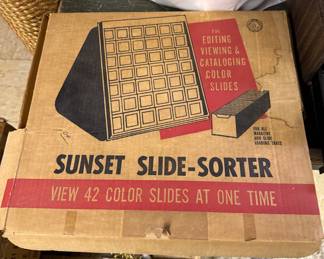 FOR
EDITING
VIEWING &
CATALOGING
COLOR
SLIDES
FOR ALL
MAGAZINE
AND SLIDE
LOADING TRAYS
SUNSET SLIDE-SORTER
VIEW 42 COLOR SLIDES AT ONE TIME